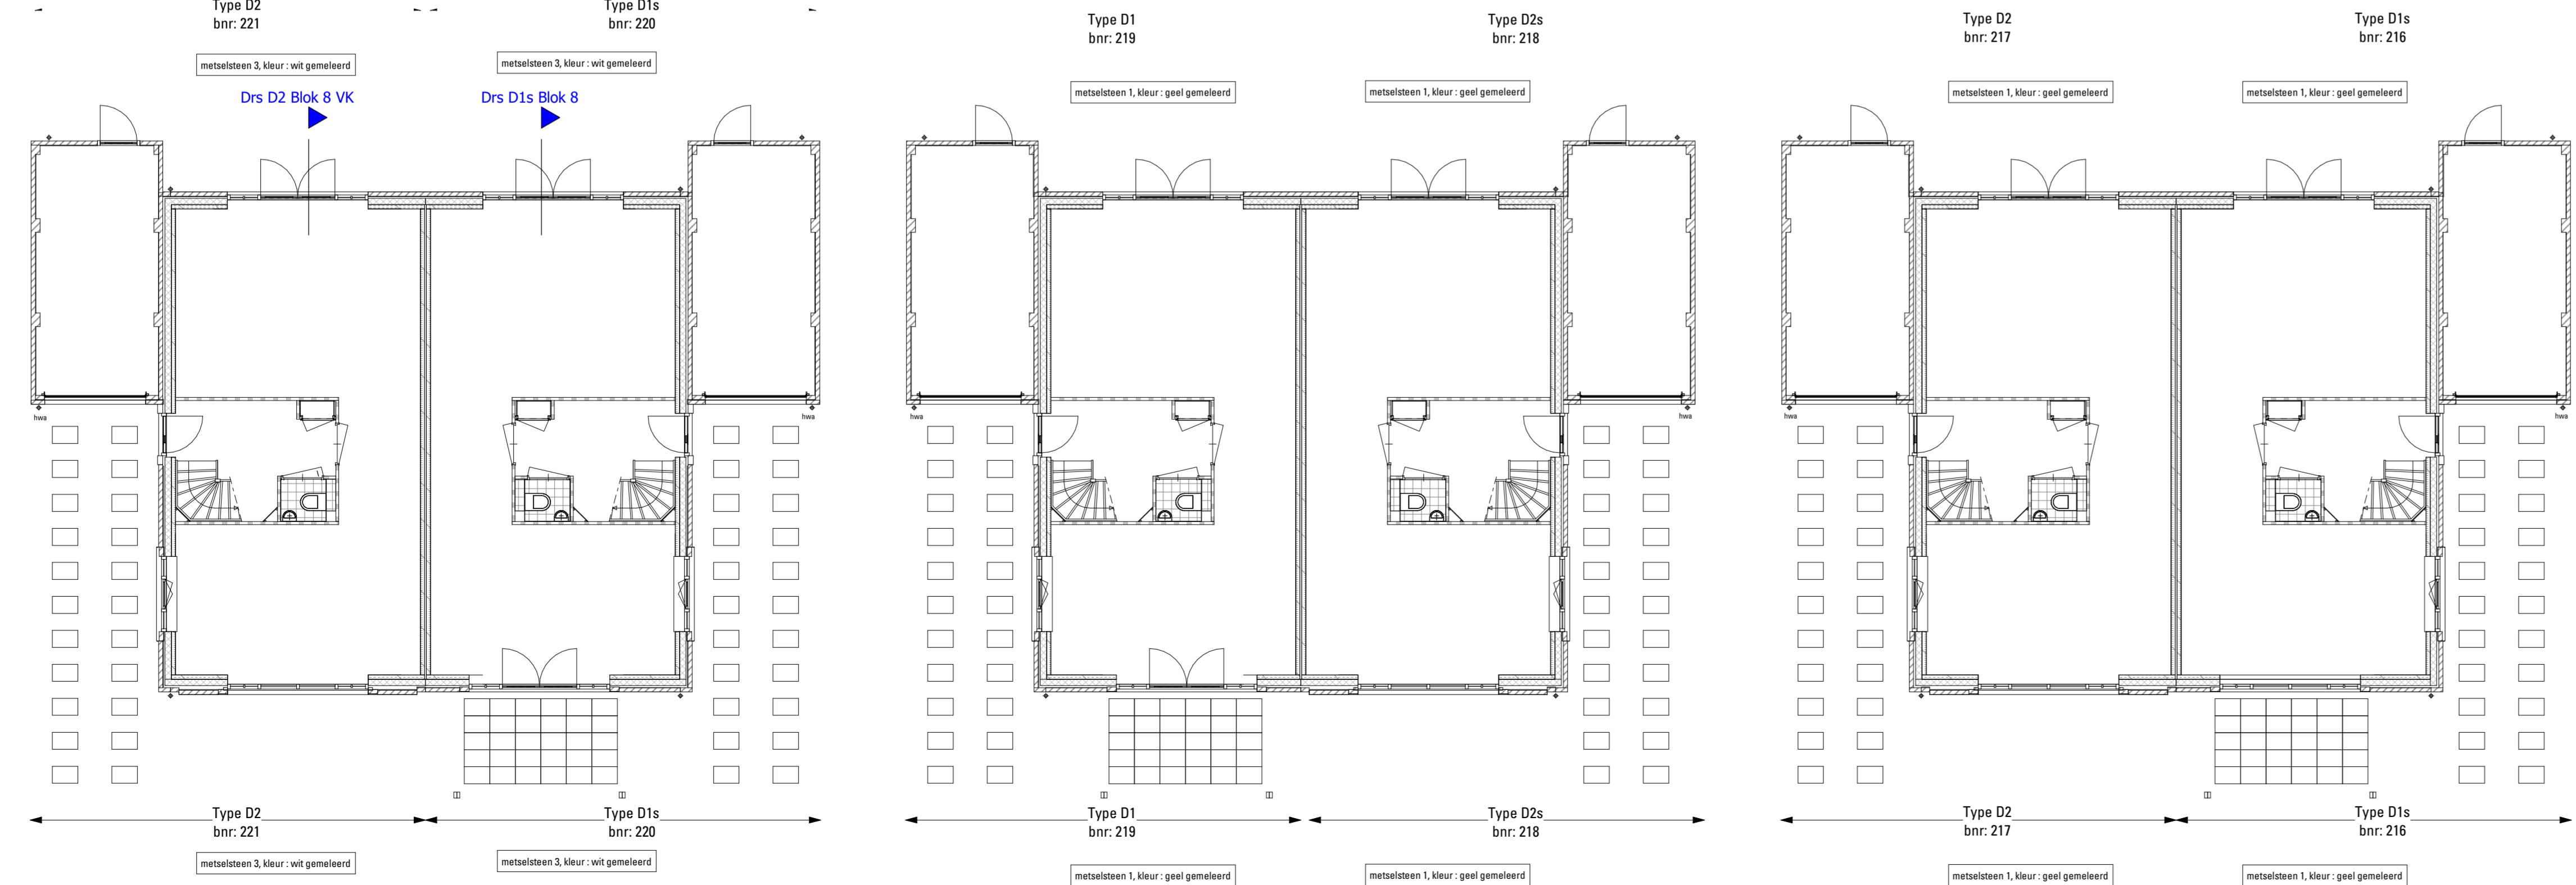 Type D2
bnr: 221
Type D1s
bnr: 220
Type D1
bnr: 219
Type D2s
bnr: 218
Type D2
bnr: 217
Type D1s
bnr: 216
metselsteen 3, kleur : wit gemeleerd
metselsteen 3, kleur : wit gemeleerd
metselsteen 1, kleur : geel gemeleerd
metselsteen 1, kleur : geel gemeleerd
metselsteen 1, kleur : geel gemeleerd
metselsteen 1, kleur : geel gemeleerd
Drs D2 Blok 8 VK
Drs D1s Blok 8
hwa
hwa
hwa
hwa
hwa
hwa
Type D2
bnr: 221
Type D1s
bnr: 220
Type D1
bnr: 219
Type D2s
bnr: 218
Type D2
bnr: 217
Type D1s
bnr: 216
metselsteen 3, kleur : wit gemeleerd
metselsteen 3, kleur : wit gemeleerd
metselsteen 1, kleur : geel gemeleerd
metselsteen 1, kleur : geel gemeleerd
metselsteen 1, kleur : geel gemeleerd
metselsteen 1, kleur : geel gemeleerd